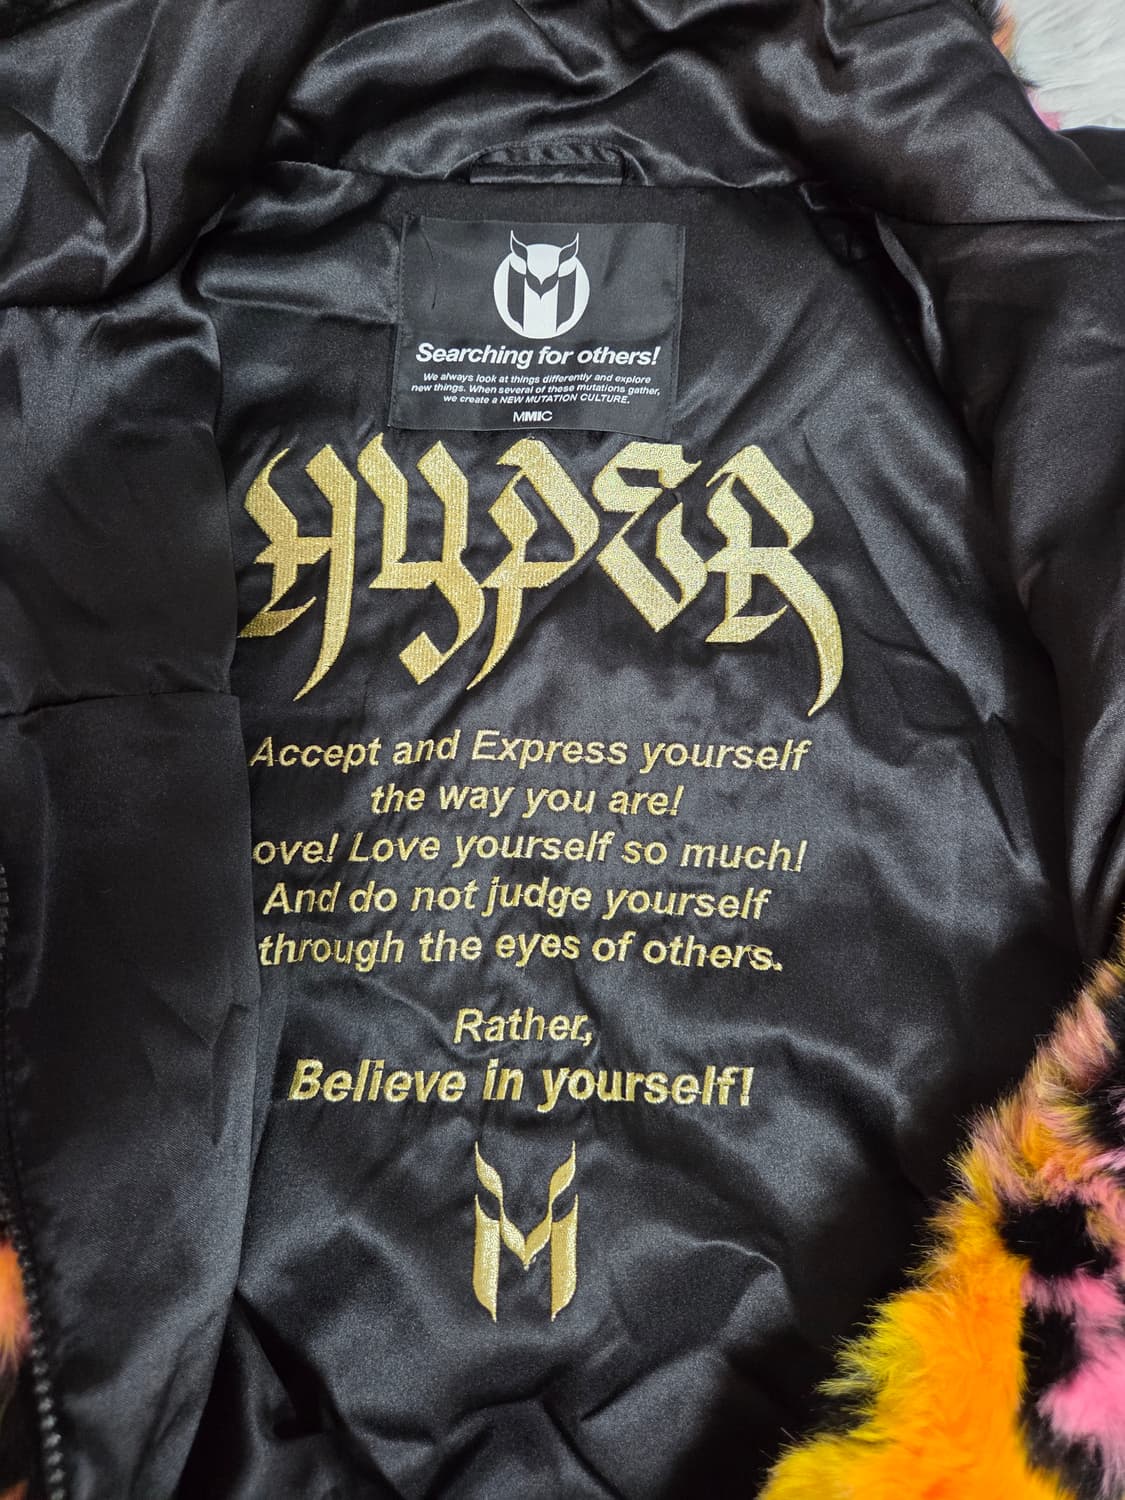 Searching for others!
We always look at things differently and explore
new things. When several of these mutations gather,
we create a NEW MUTATION CULTURE.
MMIC
HYPER
Accept and Express yourself
the way you are!
ove! Love yourself so much!
And do not judge yourself
through the eyes of others.
Rather,
Believe in yourself!
M